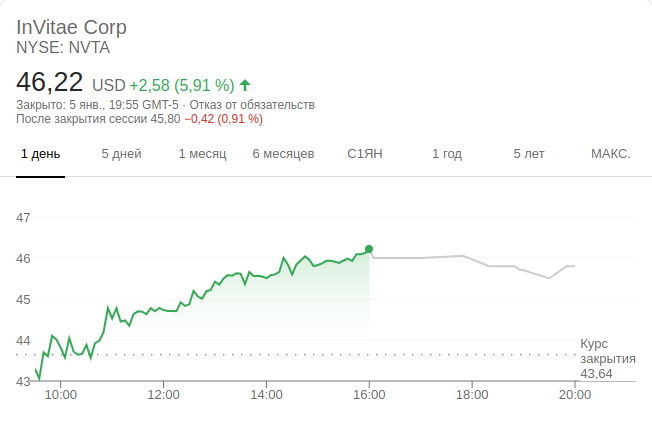 InVitae Corp
NYSE: NVTA
46,22 USD +2,58 (5,91 %)
Закрыто: 5 янв., 19:55 GMT-5 · Отказ от обязательств
После закрытия сессии 45,80 −0,42 (0,91 %)
1 день 5 дней 1 месяц 6 месяцев С1ЯН 1 год 5 лет МАКС.
47
46
45
44
Курс
закрытия
43,64
43
10:00 12:00 14:00 16:00 18:00 20:00